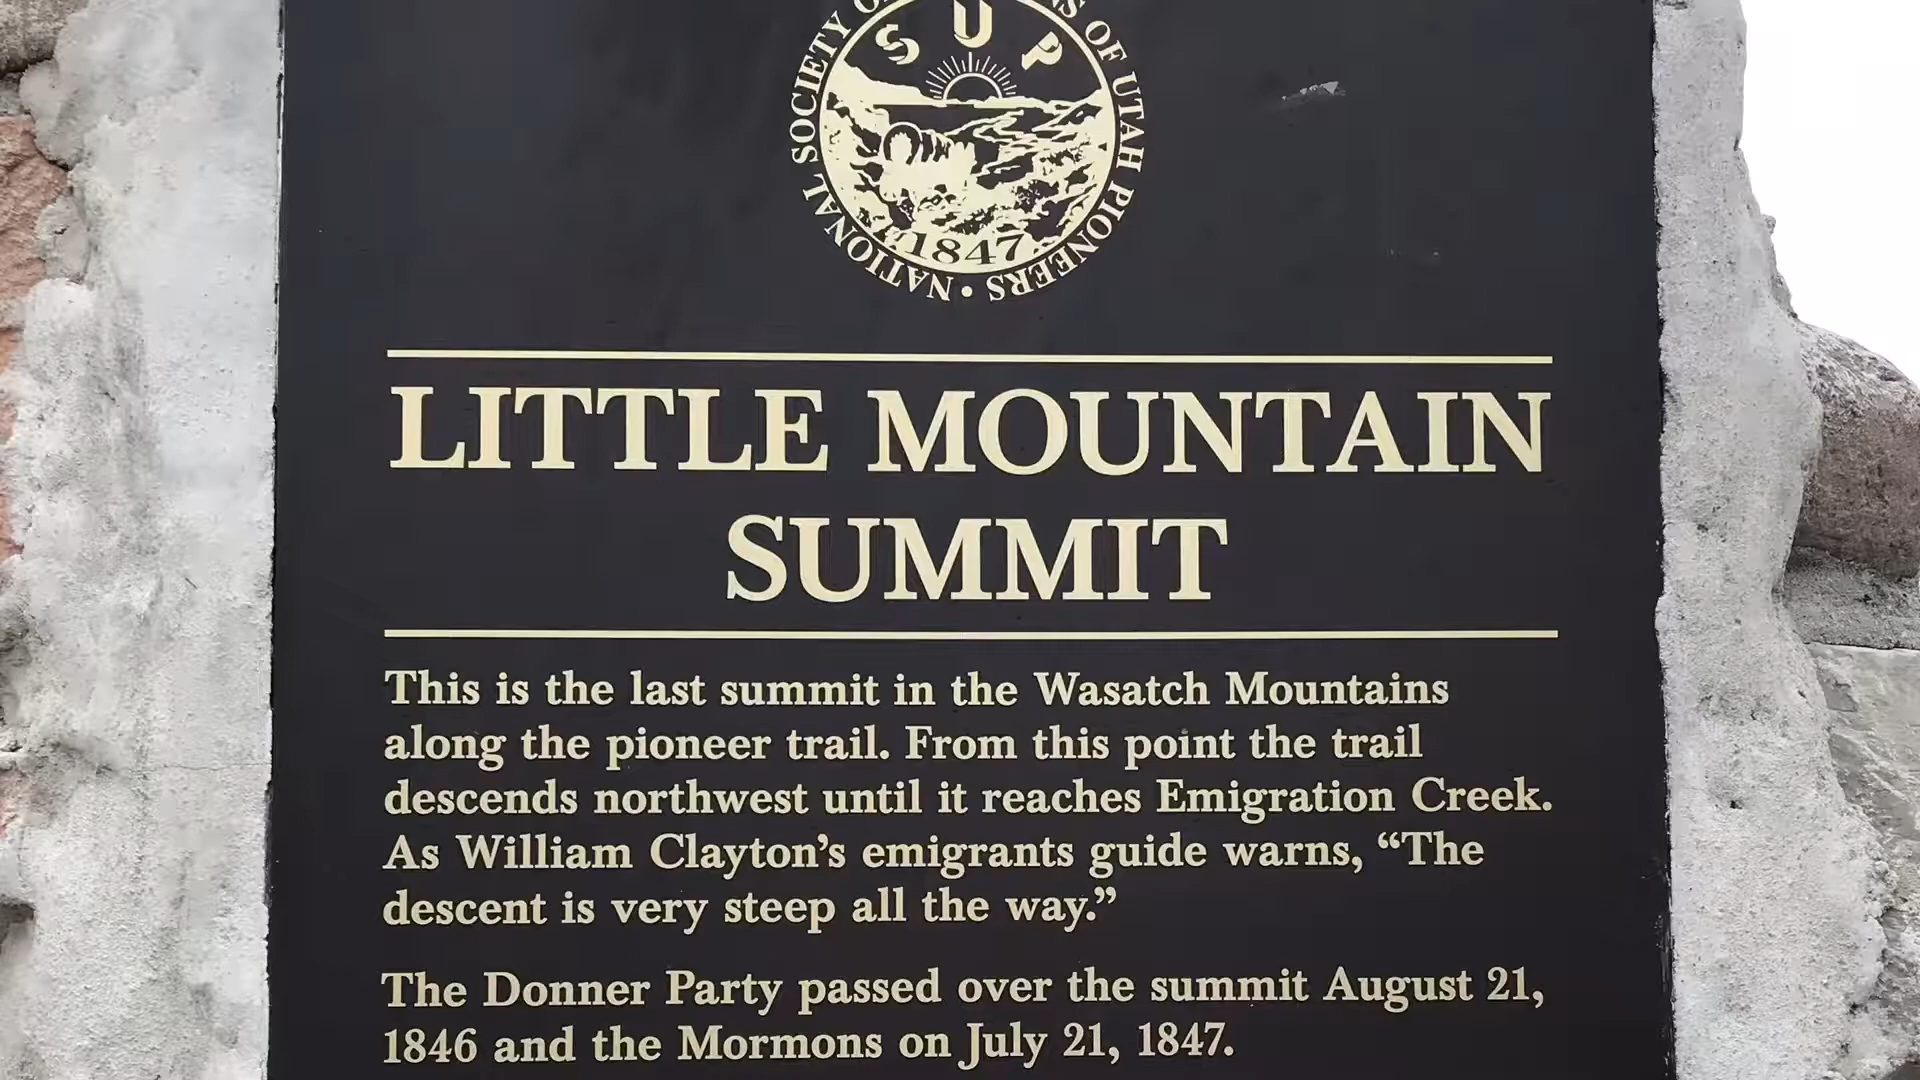 NATIONAL SOCIETY OF UTAH PIONEERS
SUP
1847
LITTLE MOUNTAIN
SUMMIT
This is the last summit in the Wasatch Mountains
along the pioneer trail. From this point the trail
descends northwest until it reaches Emigration Creek.
As William Clayton’s emigrants guide warns, “The
descent is very steep all the way.”
The Donner Party passed over the summit August 21,
1846 and the Mormons on July 21, 1847.